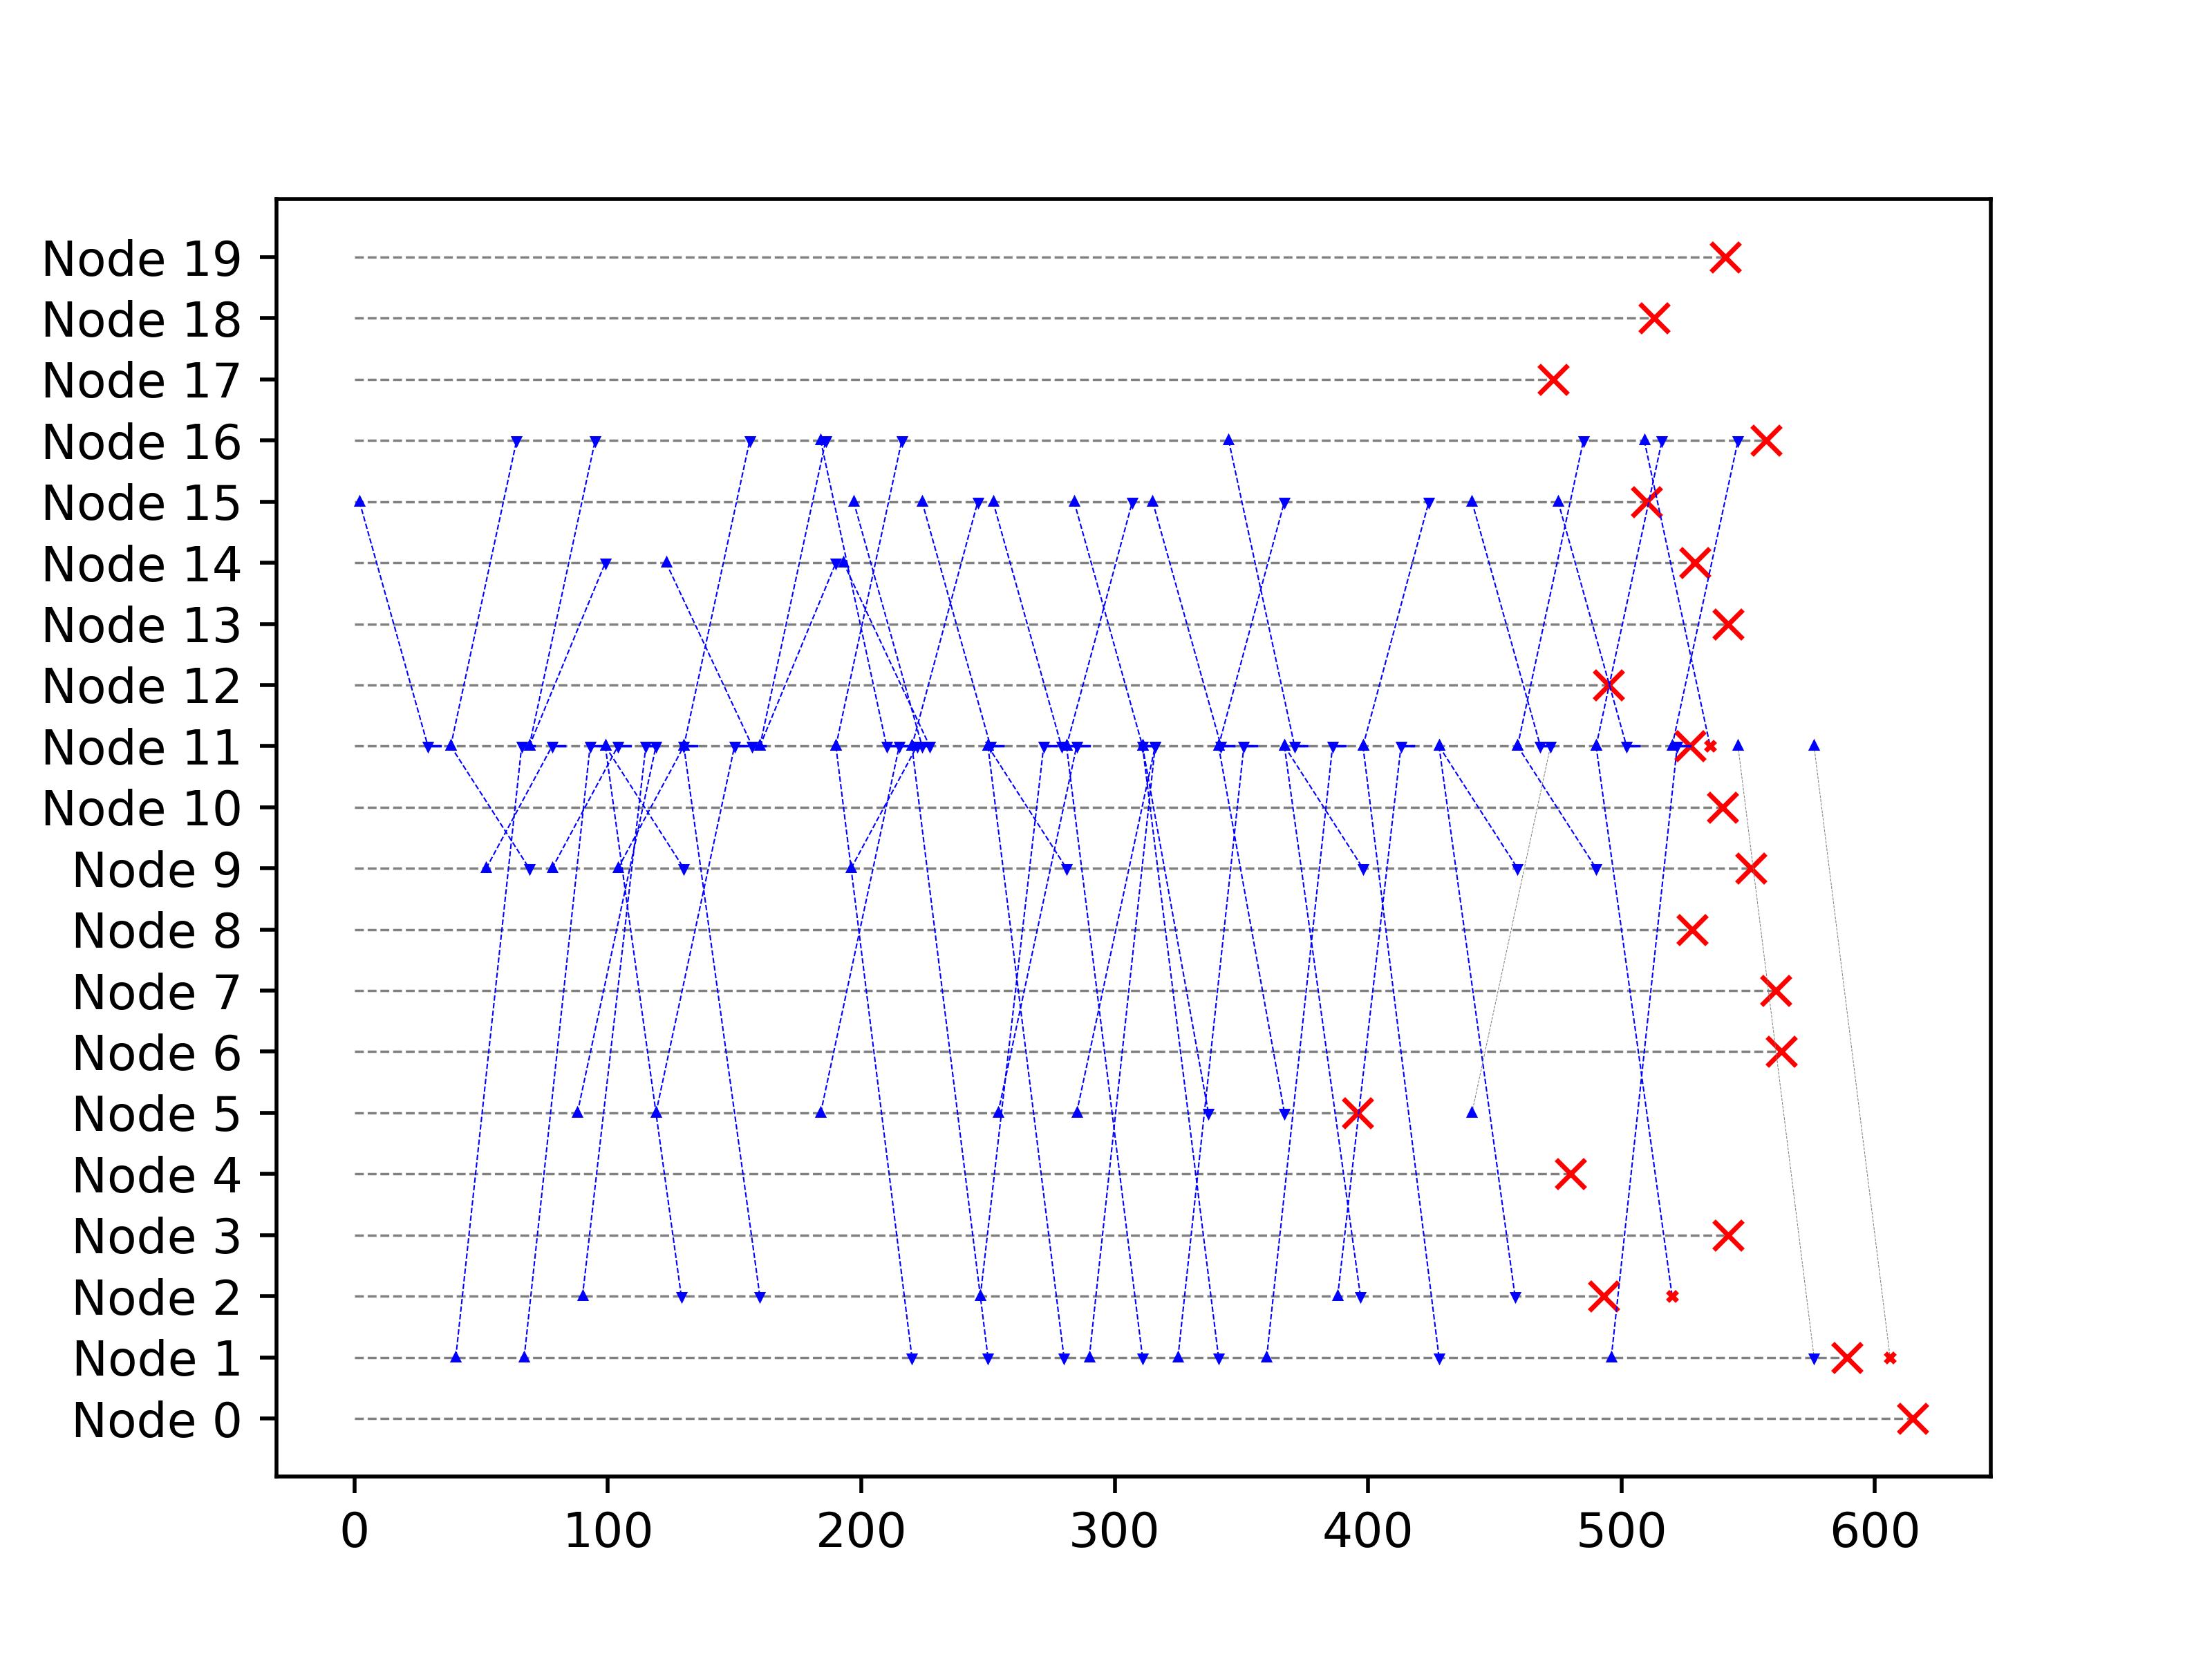 Node 19
Node 18
Node 17
Node 16
Node 15
Node 14
Node 13
Node 12
Node 11
Node 10
Node 9
Node 8
Node 7
Node 6
Node 5
Node 4
Node 3
Node 2
Node 1
Node 0
0 100 200 300 400 500 600